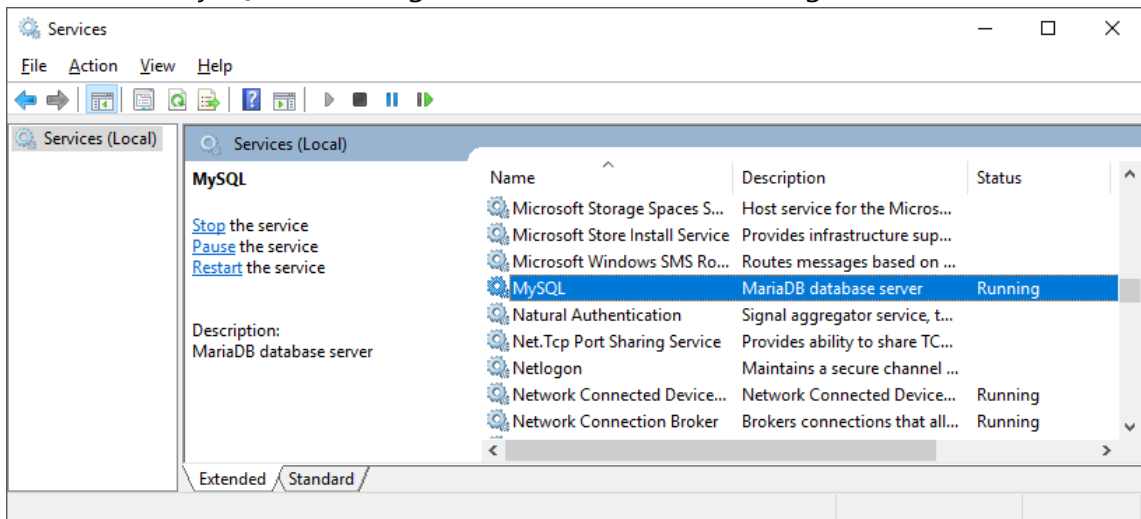 Services
File Action View Help
Services (Local)
Services (Local)
MySQL
Stop the service
Pause the service
Restart the service
Description:
MariaDB database server
Name Description Status
Microsoft Storage Spaces S... Host service for the Micros...
Microsoft Store Install Service Provides infrastructure sup...
Microsoft Windows SMS Ro... Routes messages based on ...
MySQL MariaDB database server Running
Natural Authentication Signal aggregator service, t...
Net.Tcp Port Sharing Service Provides ability to share TC...
Netlogon Maintains a secure channel ...
Network Connected Device... Network Connected Device... Running
Network Connection Broker Brokers connections that all... Running
Extended Standard